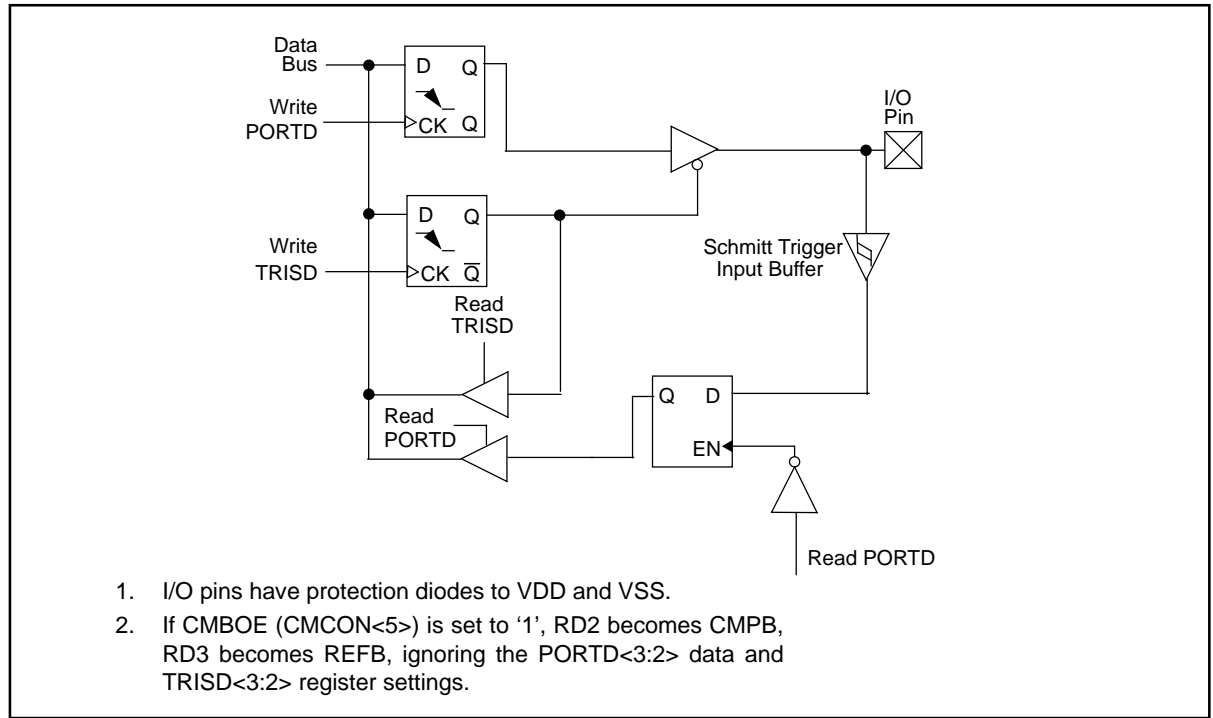 Data
Bus
D Q
Write
PORTD
CK Q
I/O
Pin
D Q
Write
TRISD
CK Q̅
Schmitt Trigger
Input Buffer
Read
TRISD
Q D
Read
PORTD
EN
Read PORTD
1. I/O pins have protection diodes to VDD and VSS.
2. If CMBOE (CMCON<5>) is set to ‘1’, RD2 becomes CMPB,
RD3 becomes REFB, ignoring the PORTD<3:2> data and
TRISD<3:2> register settings.